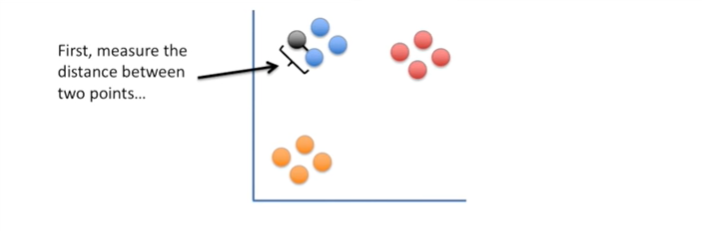 First, measure the
distance between
two points...